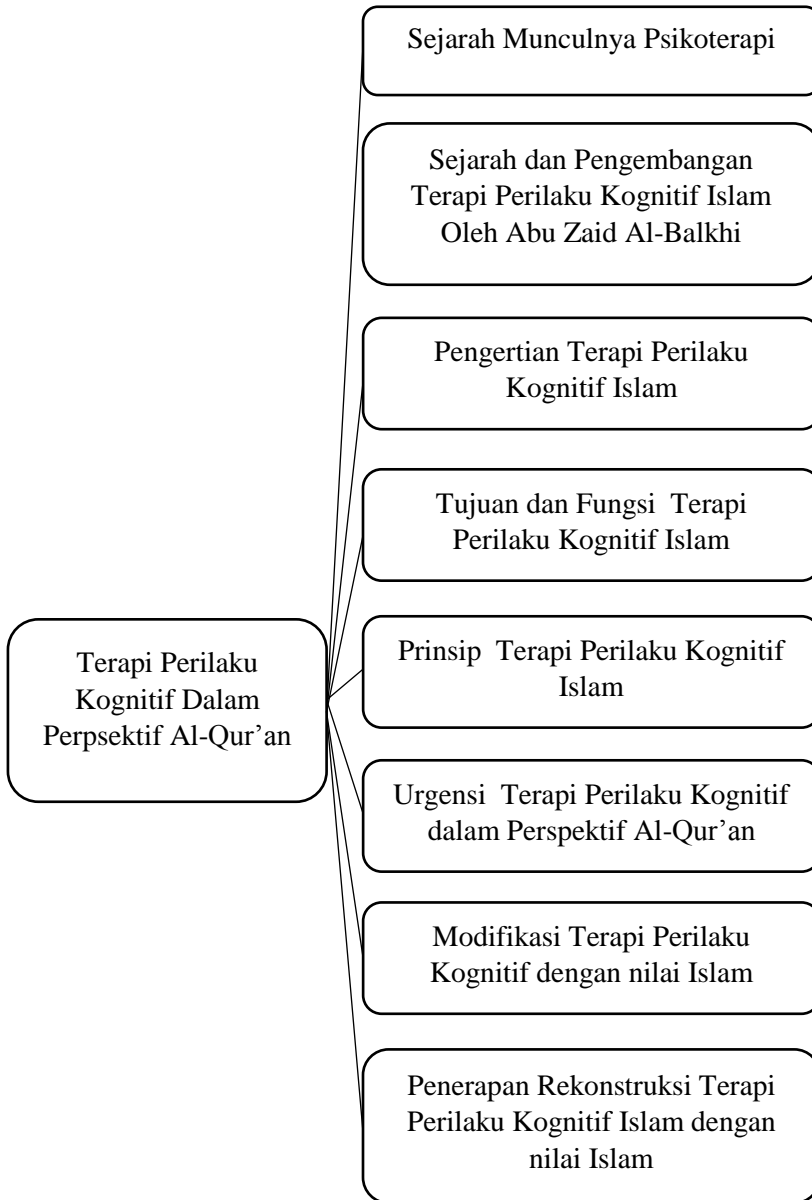 Sejarah Munculnya Psikoterapi
Sejarah dan Pengembangan
Terapi Perilaku Kognitif Islam
Oleh Abu Zaid Al-Balkhi
Pengertian Terapi Perilaku
Kognitif Islam
Tujuan dan Fungsi Terapi
Perilaku Kognitif Islam
Terapi Perilaku
Kognitif Dalam
Perpsektif Al-Qur’an
Prinsip Terapi Perilaku Kognitif
Islam
Urgensi Terapi Perilaku Kognitif
dalam Perspektif Al-Qur’an
Modifikasi Terapi Perilaku
Kognitif dengan nilai Islam
Penerapan Rekonstruksi Terapi
Perilaku Kognitif Islam dengan
nilai Islam